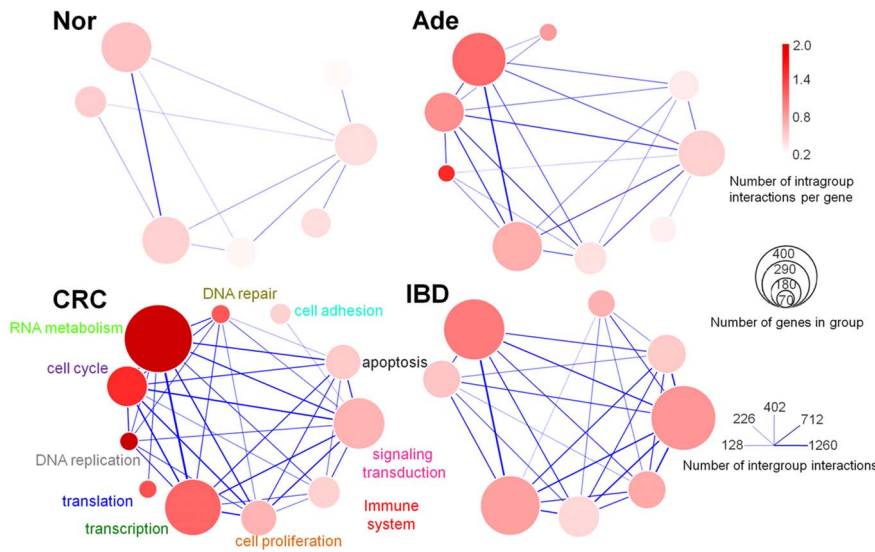 Nor
Ade
2.0
1.4
0.8
0.2
Number of intragroup
interactions per gene
400
290
180
70
Number of genes in group
CRC
DNA repair
cell adhesion
RNA metabolism
cell cycle
apoptosis
DNA replication
signaling
transduction
translation
Immune
system
transcription
cell proliferation
IBD
402
226
712
128
1260
Number of intergroup interactions